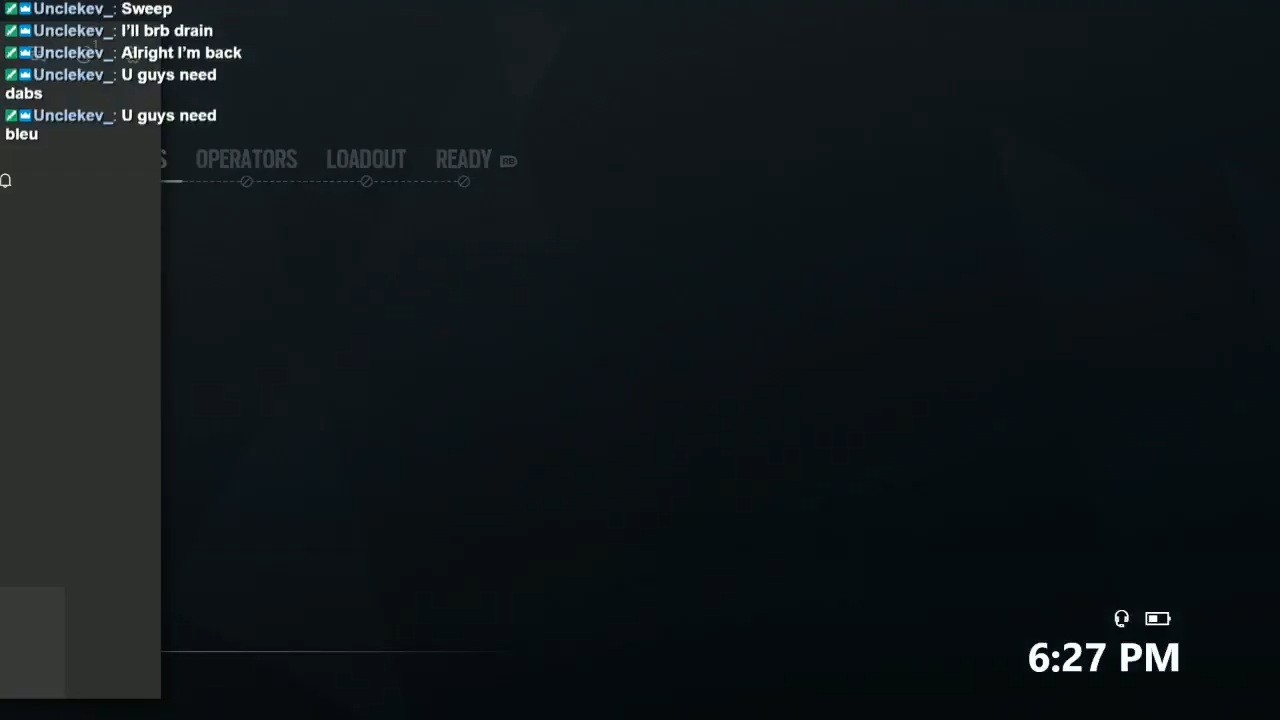 Unclekev_: Sweep
Unclekev_: I'll brb drain
Unclekev_: Alright I'm back
Unclekev_: U guys need
dabs
Unclekev_: U guys need
bleu
S OPERATORS LOADOUT READY
6:27 PM